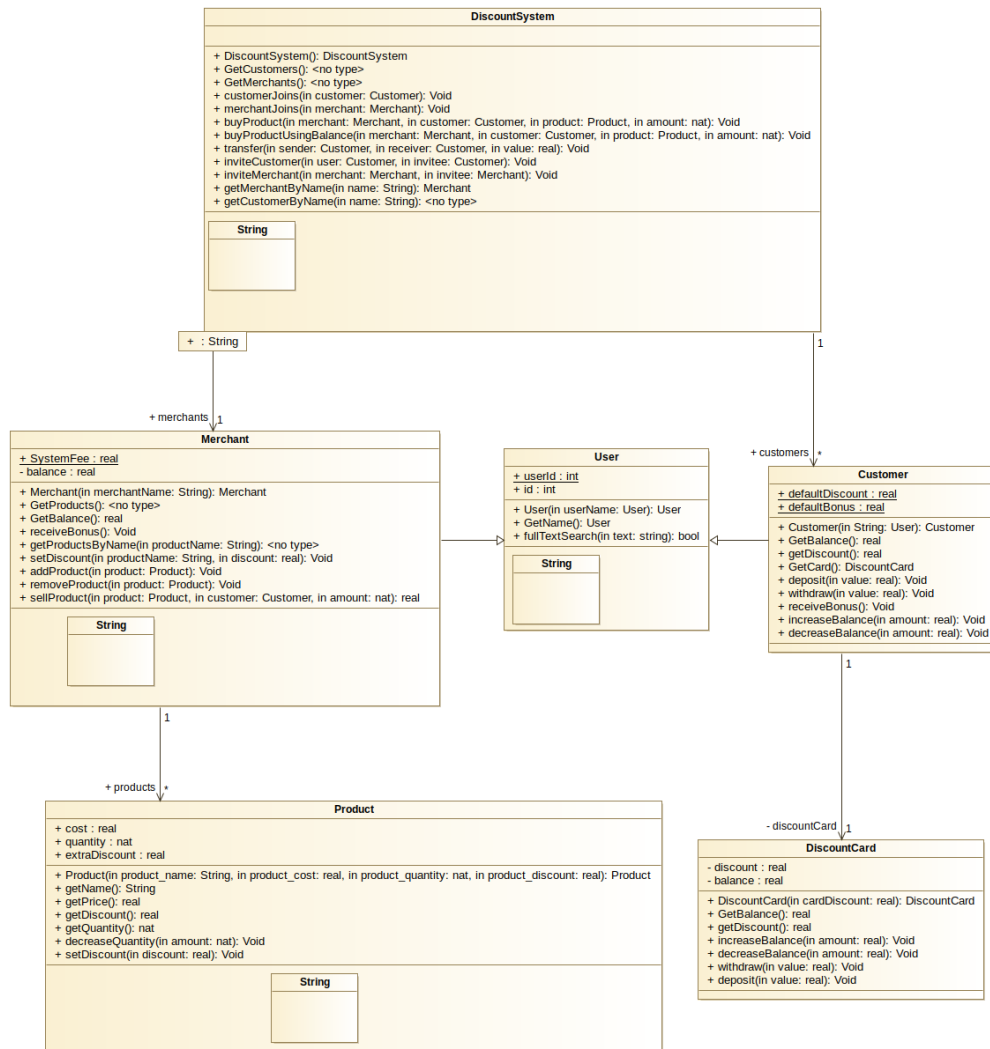 DiscountSystem
+ DiscountSystem(): DiscountSystem
+ GetCustomers(): <no type>
+ GetMerchants(): <no type>
+ customerJoins(in customer: Customer): Void
+ merchantJoins(in merchant: Merchant): Void
+ buyProduct(in merchant: Merchant, in customer: Customer, in product: Product, in amount: nat): Void
+ buyProductUsingBalance(in merchant: Merchant, in customer: Customer, in product: Product, in amount: nat): Void
+ transfer(in sender: Customer, in receiver: Customer, in value: real): Void
+ inviteCustomer(in user: Customer, in invitee: Customer): Void
+ inviteMerchant(in merchant: Merchant, in invitee: Merchant): Void
+ getMerchantByName(in name: String): Merchant
+ getCustomerByName(in name: String): <no type>
String
+ : String
1
+ merchants
1
+ customers
*
Merchant
+ SystemFee : real
- balance : real
+ Merchant(in merchantName: String): Merchant
+ GetProducts(): <no type>
+ GetBalance(): real
+ receiveBonus(): Void
+ getProductsByName(in productName: String): <no type>
+ setDiscount(in productName: String, in discount: real): Void
+ addProduct(in product: Product): Void
+ removeProduct(in product: Product): Void
+ sellProduct(in product: Product, in customer: Customer, in amount: nat): real
String
User
+ userId : int
+ id : int
+ User(in userName: User): User
+ GetName(): User
+ fullTextSearch(in text: string): bool
String
Customer
+ defaultDiscount : real
+ defaultBonus : real
+ Customer(in String: User): Customer
+ GetBalance(): real
+ getDiscount(): real
+ GetCard(): DiscountCard
+ deposit(in value: real): Void
+ withdraw(in value: real): Void
+ receiveBonus(): Void
+ increaseBalance(in amount: real): Void
+ decreaseBalance(in amount: real): Void
1
1
+ products
*
- discountCard
1
Product
+ cost : real
+ quantity : nat
+ extraDiscount : real
+ Product(in product_name: String, in product_cost: real, in product_quantity: nat, in product_discount: real): Product
+ getName(): String
+ getPrice(): real
+ getDiscount(): real
+ getQuantity(): nat
+ decreaseQuantity(in amount: nat): Void
+ setDiscount(in discount: real): Void
String
DiscountCard
- discount : real
- balance : real
+ DiscountCard(in cardDiscount: real): DiscountCard
+ GetBalance(): real
+ getDiscount(): real
+ increaseBalance(in amount: real): Void
+ decreaseBalance(in amount: real): Void
+ withdraw(in value: real): Void
+ deposit(in value: real): Void